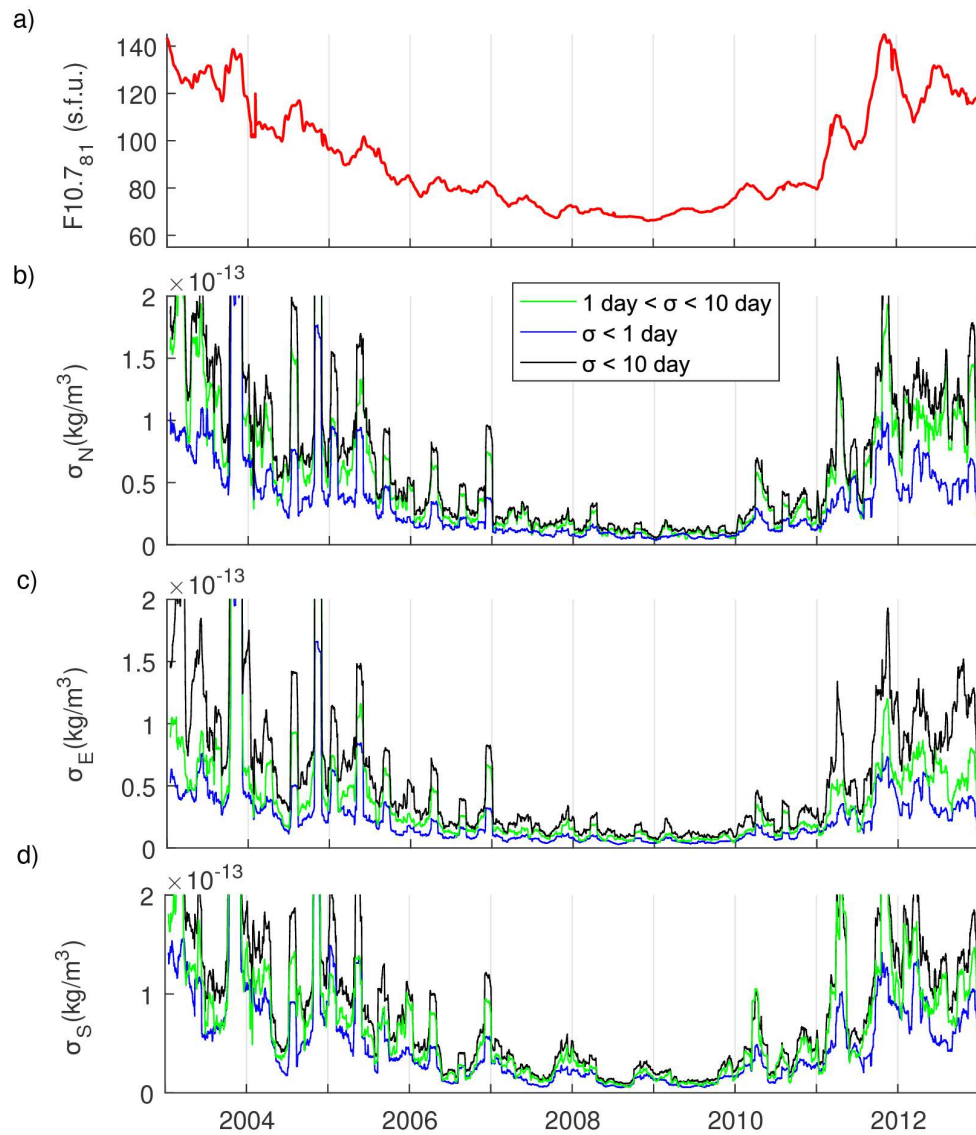 a)
140
120
100
80
60
F10.7₈₁ (s.f.u.)
b)
×10⁻¹³
2
1.5
1
0.5
0
σ_N(kg/m³)
1 day < σ < 10 day
σ < 1 day
σ < 10 day
c)
×10⁻¹³
2
1.5
1
0.5
0
σ_E(kg/m³)
d)
×10⁻¹³
2
1
0
σ_S(kg/m³)
2004 2006 2008 2010 2012